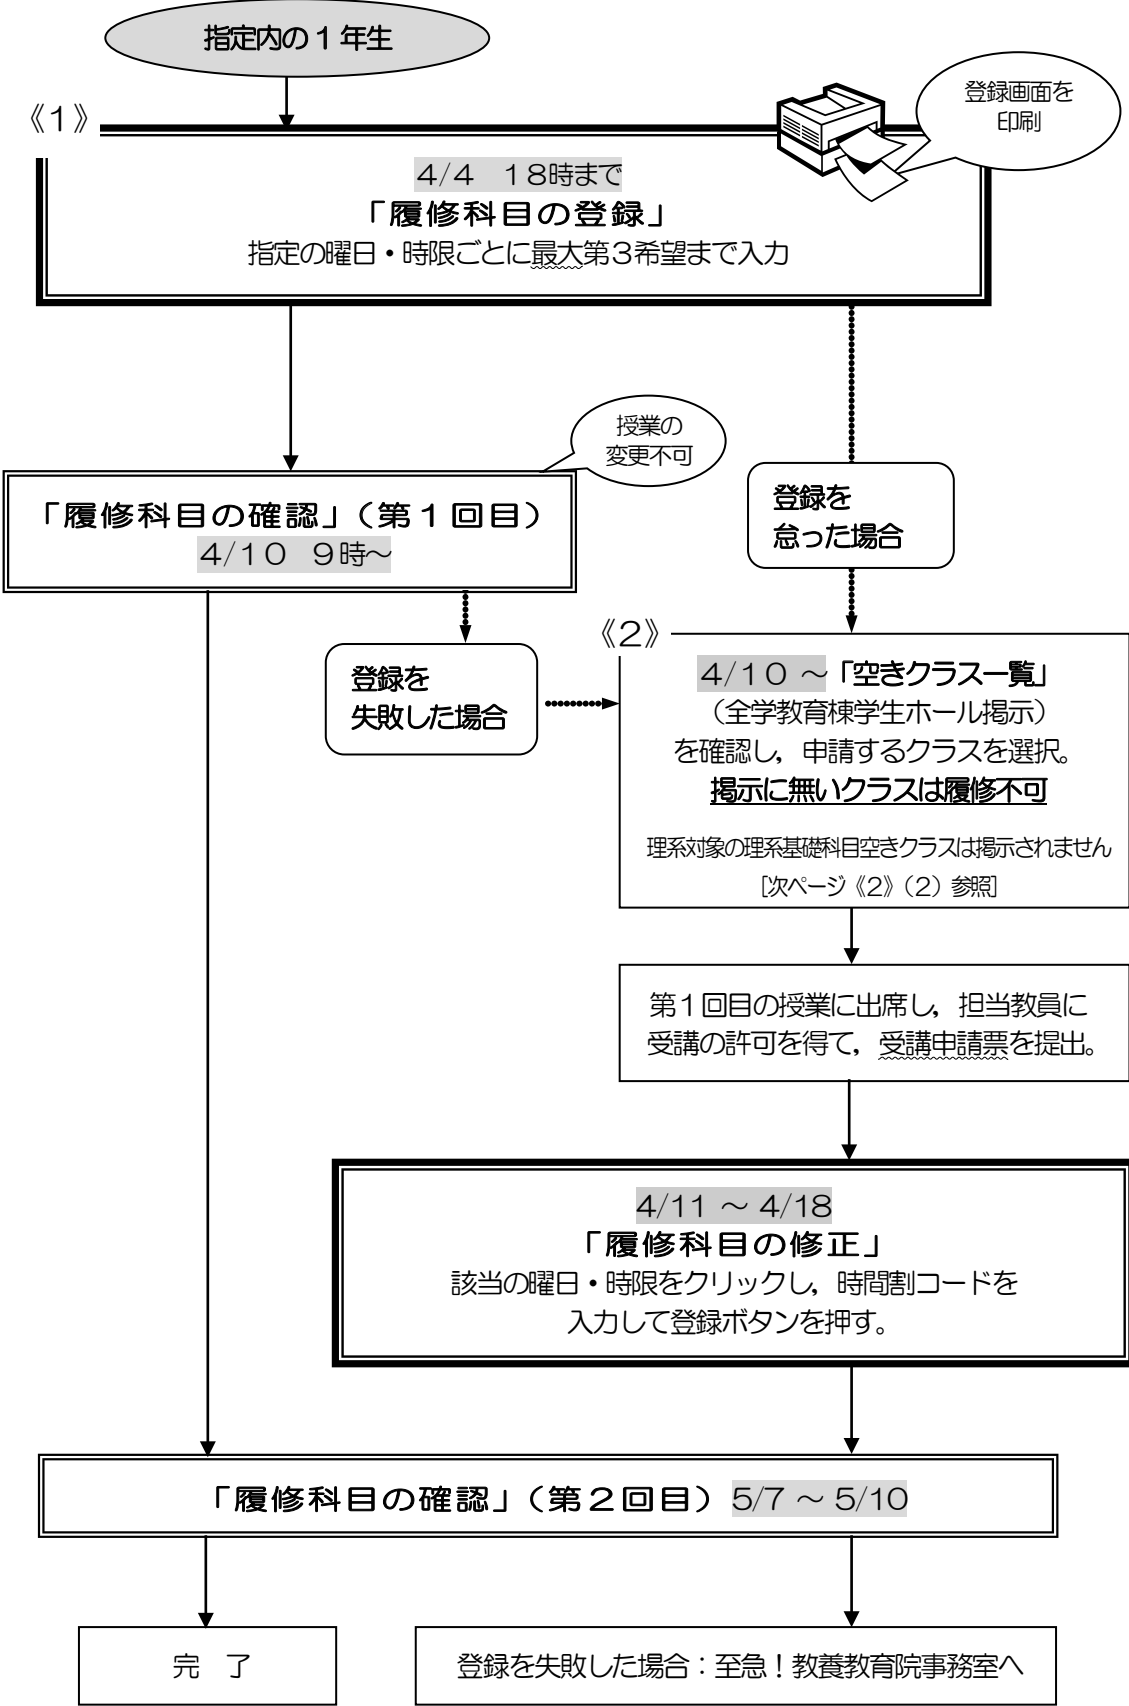 指定内の1年生
《1》
登録画面を
印刷
4/4　18時まで
「履修科目の登録」
指定の曜日・時限ごとに最大第3希望まで入力
授業の
変更不可
「履修科目の確認」(第1回目)
4/10　9時~
登録を
怠った場合
登録を
失敗した場合
《2》
4/10 ~「空きクラス一覧」
(全学教育棟学生ホール掲示)
を確認し,申請するクラスを選択。
掲示に無いクラスは履修不可
理系対象の理系基礎科目空きクラスは掲示されません
[次ページ《2》(2)参照]
第1回目の授業に出席し,担当教員に
受講の許可を得て,受講申請票を提出。
4/11 ~ 4/18
「履修科目の修正」
該当の曜日・時限をクリックし,時間割コードを
入力して登録ボタンを押す。
「履修科目の確認」(第2回目) 5/7 ~ 5/10
完　了
登録を失敗した場合:至急!教養教育院事務室へ